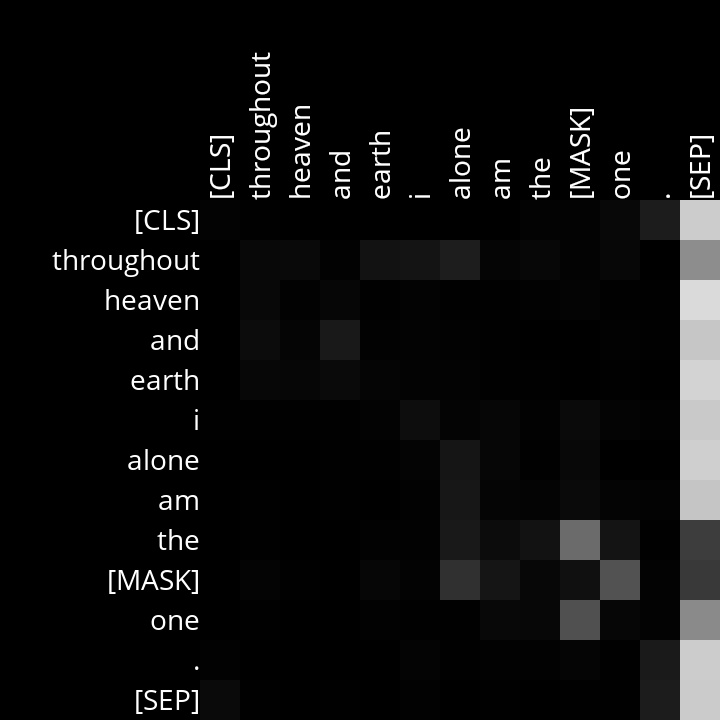 [CLS] throughout heaven and earth i alone am the [MASK] one . [SEP]
[CLS]
throughout
heaven
and
earth
i
alone
am
the
[MASK]
one
.
[SEP]